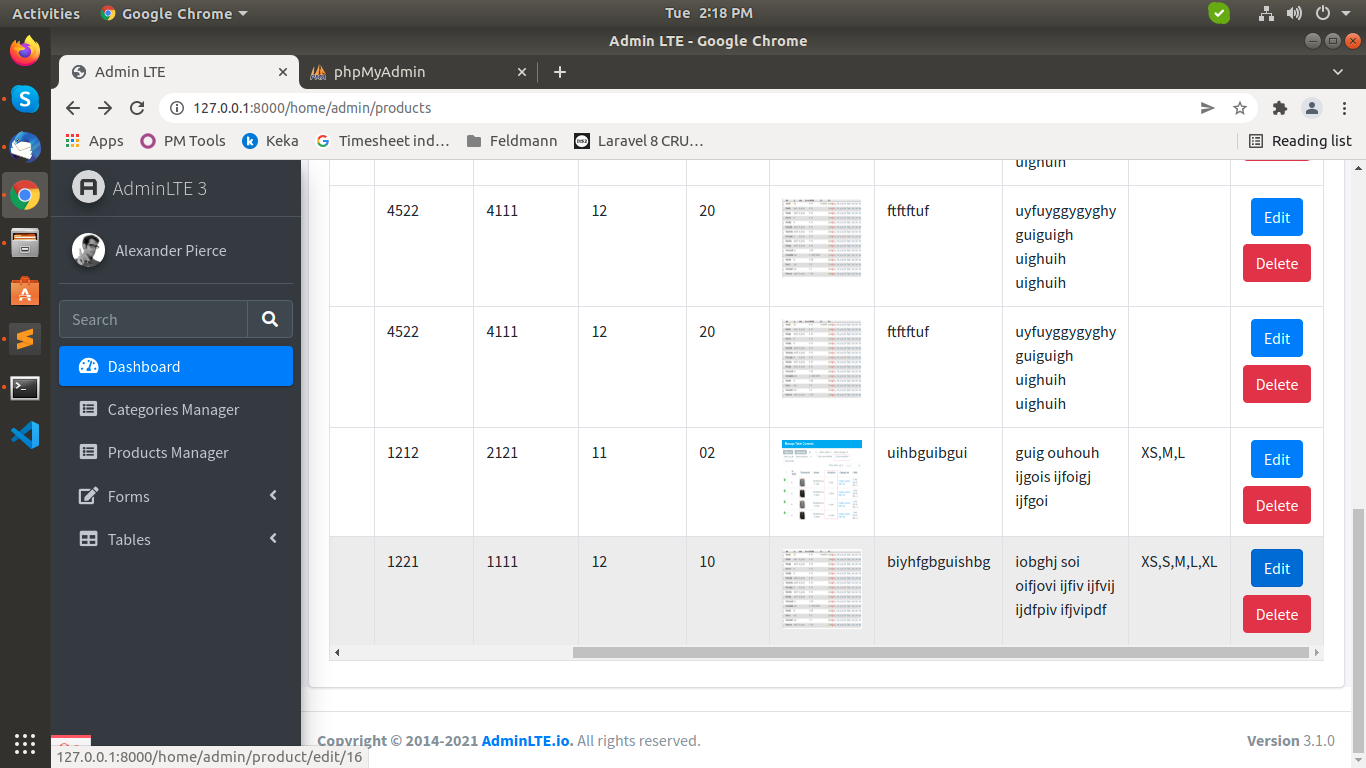 Activities Google Chrome Tue 2:18 PM
Admin LTE - Google Chrome
Admin LTE phpMyAdmin
127.0.0.1:8000/home/admin/products
Apps PM Tools Keka Timesheet ind... Feldmann Laravel 8 CRU... Reading list
AdminLTE 3
Alexander Pierce
Search
Dashboard
Categories Manager
Products Manager
Forms
Tables
uighuih
4522 4111 12 20 ftftftuf uyfuyggygyghy Edit
guiguigh
uighuih Delete
uighuih
4522 4111 12 20 ftftftuf uyfuyggygyghy Edit
guiguigh
uighuih Delete
uighuih
1212 2121 11 02 uihbguibgui guig ouhouh XS,M,L Edit
ijgois ijfoigj
ijfgoi Delete
1221 1111 12 10 biyhfgbguishbg iobghj soi XS,S,M,L,XL Edit
oifjovi ijfiv ijfvij
ijdfpiv ifjvipdf Delete
Copyright © 2014-2021 AdminLTE.io. All rights reserved. Version 3.1.0
127.0.0.1:8000/home/admin/product/edit/16